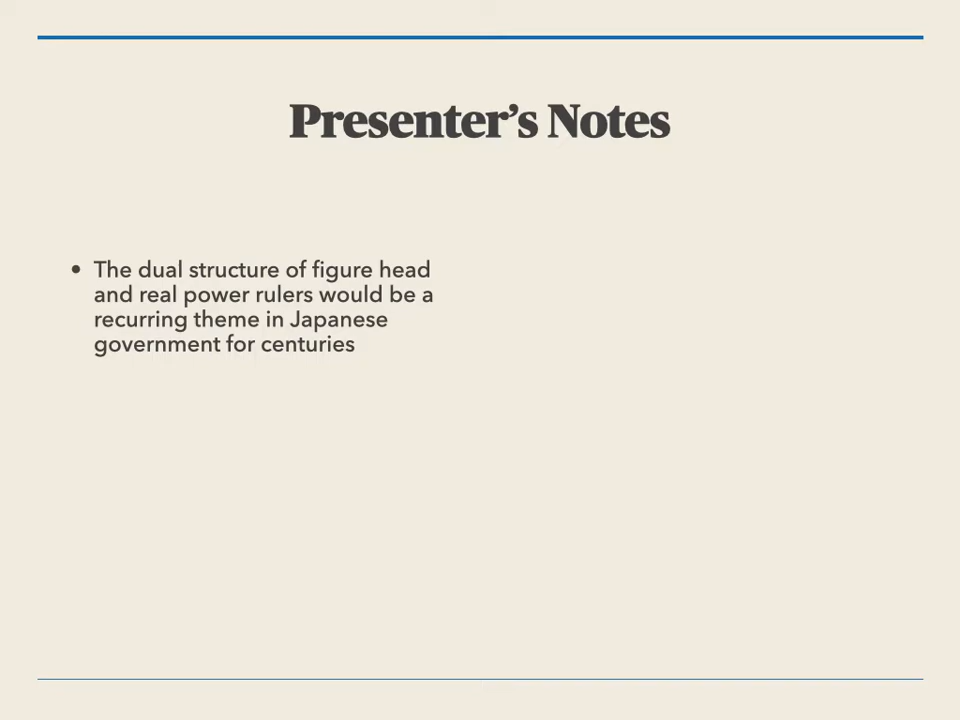 Presenter’s Notes
• The dual structure of figure head
and real power rulers would be a
recurring theme in Japanese
government for centuries